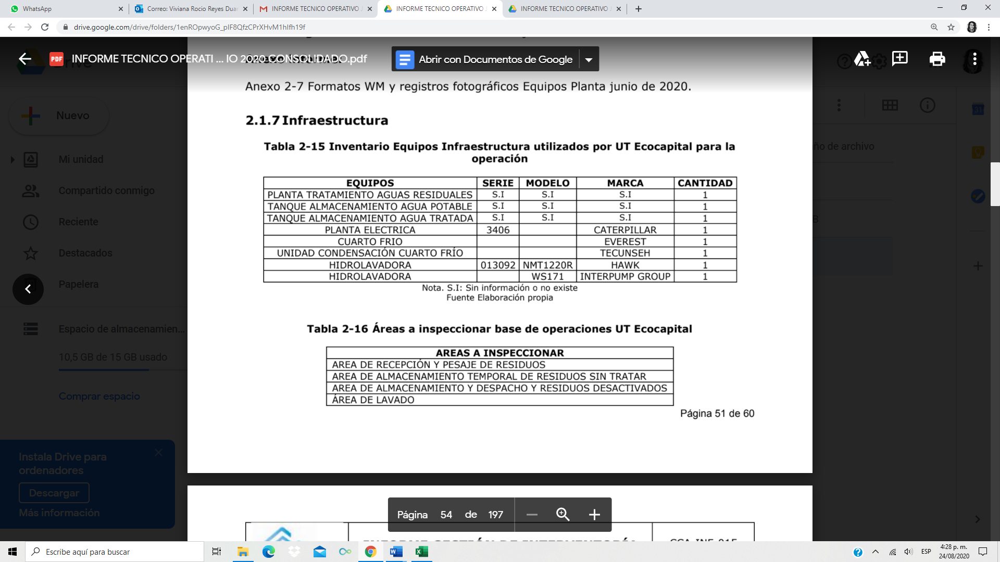 WhatsApp
Correo: Viviana Rocio Reyes Duar
INFORME TECNICO OPERATIVO
INFORME TECNICO OPERATIVO
INFORME TECNICO OPERATIVO
drive.google.com/drive/folders/1enROpwyoG_pIF8QfzCPrXHvM1hIfh19f
PDF
INFORME TECNICO OPERATI ... IO 2020 CONSOLIDADO.pdf
Abrir con Documentos de Google
Anexo 2-7 Formatos WM y registros fotográficos Equipos Planta junio de 2020.
Nuevo
Mi unidad
Compartido conmigo
Reciente
Destacados
Papelera
Espacio de almacenamien...
10,5 GB de 15 GB usado
Comprar espacio
Instala Drive para
ordenadores
Descargar
Más información
ño de archivo
B
31
2.1.7 Infraestructura
Tabla 2-15 Inventario Equipos Infraestructura utilizados por UT Ecocapital para la
operación
EQUIPOS SERIE MODELO MARCA CANTIDAD
PLANTA TRATAMIENTO AGUAS RESIDUALES S.I S.I S.I 1
TANQUE ALMACENAMIENTO AGUA POTABLE S.I S.I S.I 1
TANQUE ALMACENAMIENTO AGUA TRATADA S.I S.I S.I 1
PLANTA ELECTRICA 3406 CATERPILLAR 1
CUARTO FRIO EVEREST 1
UNIDAD CONDENSACIÓN CUARTO FRÍO TECUNSEH 1
HIDROLAVADORA 013092 NMT1220R HAWK 1
HIDROLAVADORA WS171 INTERPUMP GROUP 1
Nota. S.I: Sin información o no existe
Fuente Elaboración propia
Tabla 2-16 Áreas a inspeccionar base de operaciones UT Ecocapital
AREAS A INSPECCIONAR
AREA DE RECEPCIÓN Y PESAJE DE RESIDUOS
AREA DE ALMACENAMIENTO TEMPORAL DE RESIDUOS SIN TRATAR
AREA DE ALMACENAMIENTO Y DESPACHO Y RESIDUOS DESACTIVADOS
ÁREA DE LAVADO
Página 51 de 60
Página 54 de 197
Escribe aquí para buscar
ESP
4:28 p. m.
24/08/2020